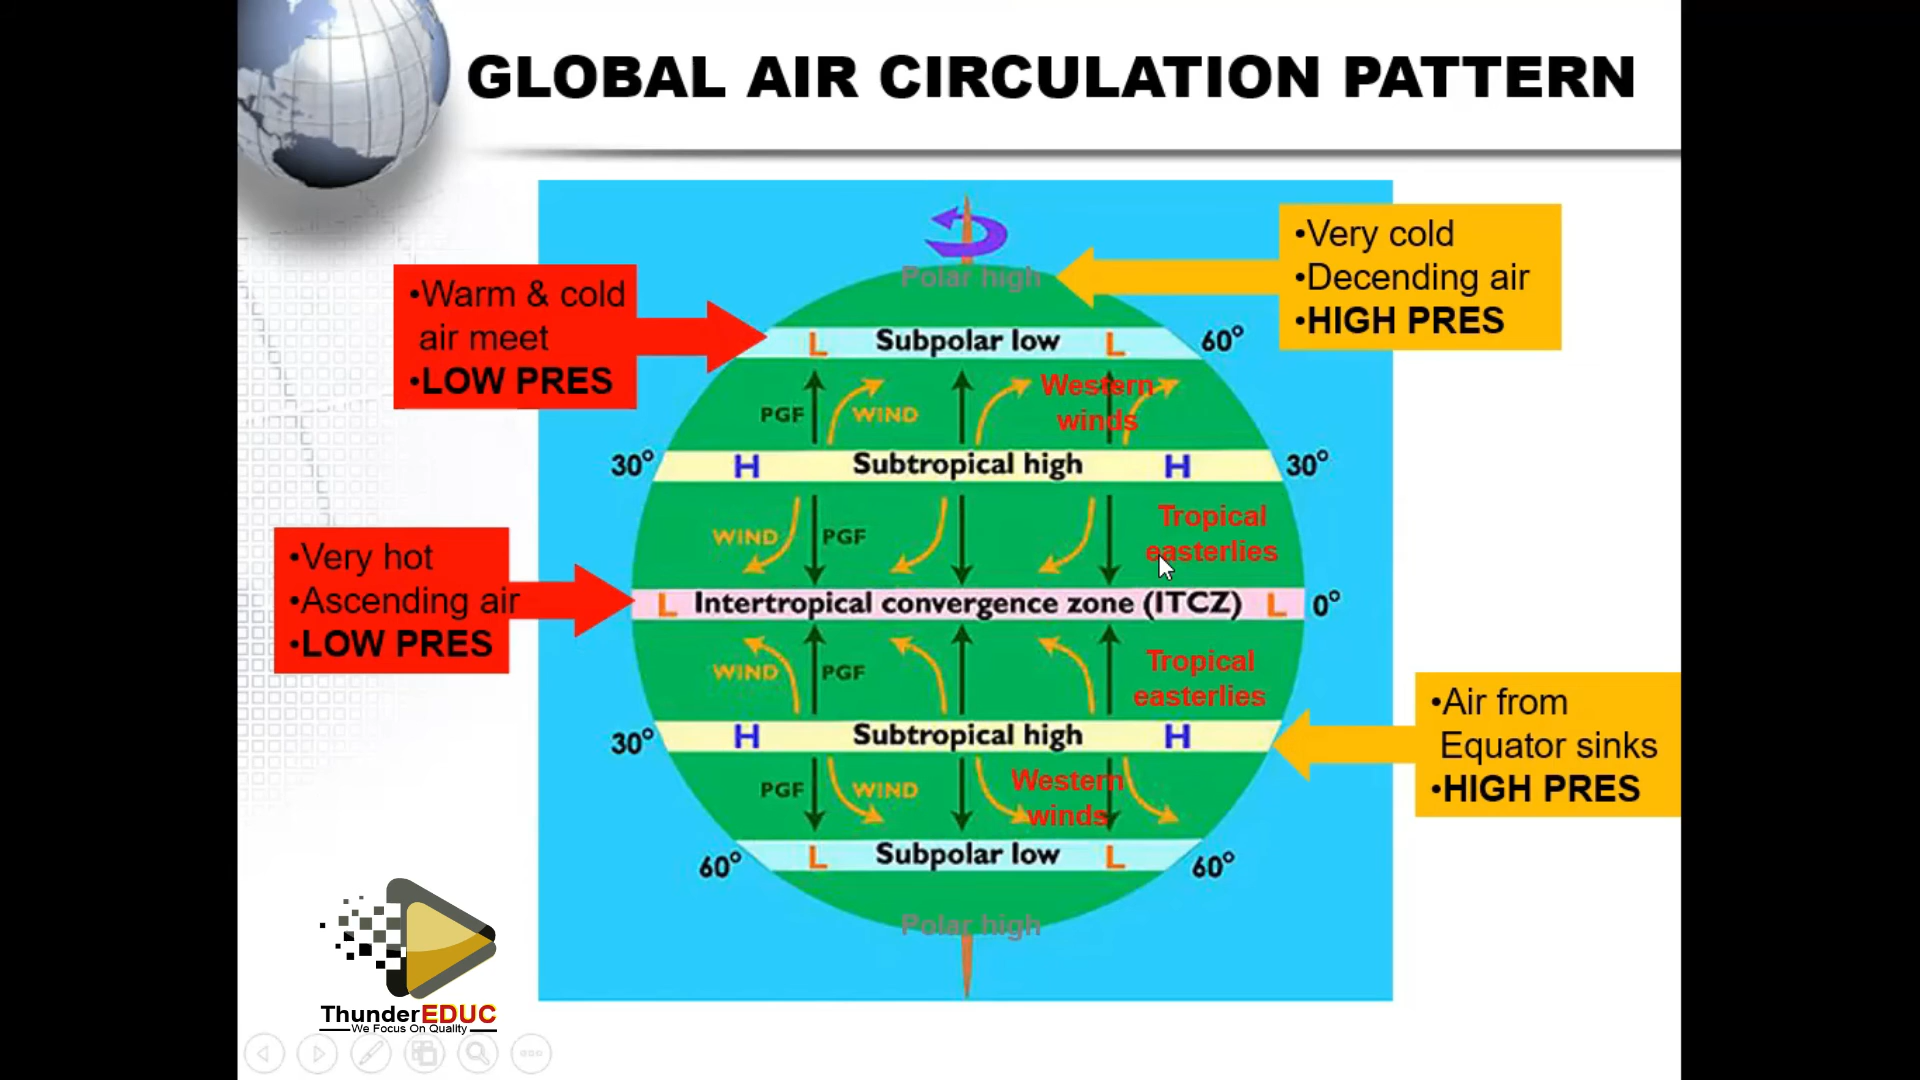 GLOBAL AIR CIRCULATION PATTERN
•Very cold
•Decending air
•HIGH PRES
•Warm & cold
air meet
•LOW PRES
Polar high
L Subpolar low L 60°
PGF WIND
Western
winds
30° H Subtropical high H 30°
WIND PGF
Tropical
easterlies
•Very hot
•Ascending air
•LOW PRES
L Intertropical convergence zone (ITCZ) L 0°
WIND PGF
Tropical
easterlies
•Air from
Equator sinks
•HIGH PRES
30° H Subtropical high H
PGF WIND
Western
winds
60° L Subpolar low L 60°
Polar high
ThunderEDUC
We Focus On Quality